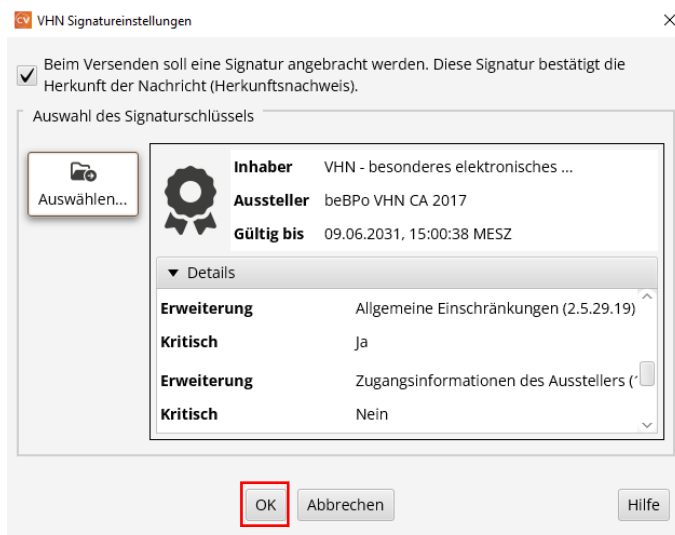 VHN Signatureinstellungen
Beim Versenden soll eine Signatur angebracht werden. Diese Signatur bestätigt die
Herkunft der Nachricht (Herkunftsnachweis).
Auswahl des Signaturschlüssels
Auswählen...
Inhaber VHN - besonderes elektronisches ...
Aussteller beBPo VHN CA 2017
Gültig bis 09.06.2031, 15:00:38 MESZ
Details
Erweiterung Allgemeine Einschränkungen (2.5.29.19)
Kritisch Ja
Erweiterung Zugangsinformationen des Ausstellers (
Kritisch Nein
OK Abbrechen Hilfe